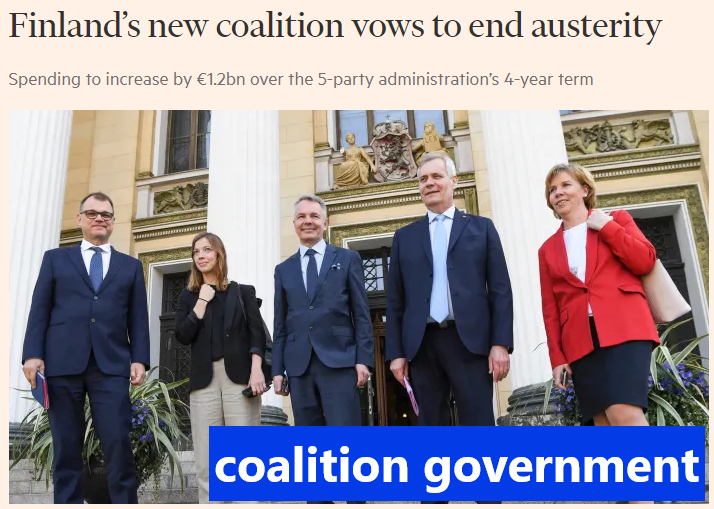 Finland’s new coalition vows to end austerity
Spending to increase by €1.2bn over the 5-party administration’s 4-year term
coalition government